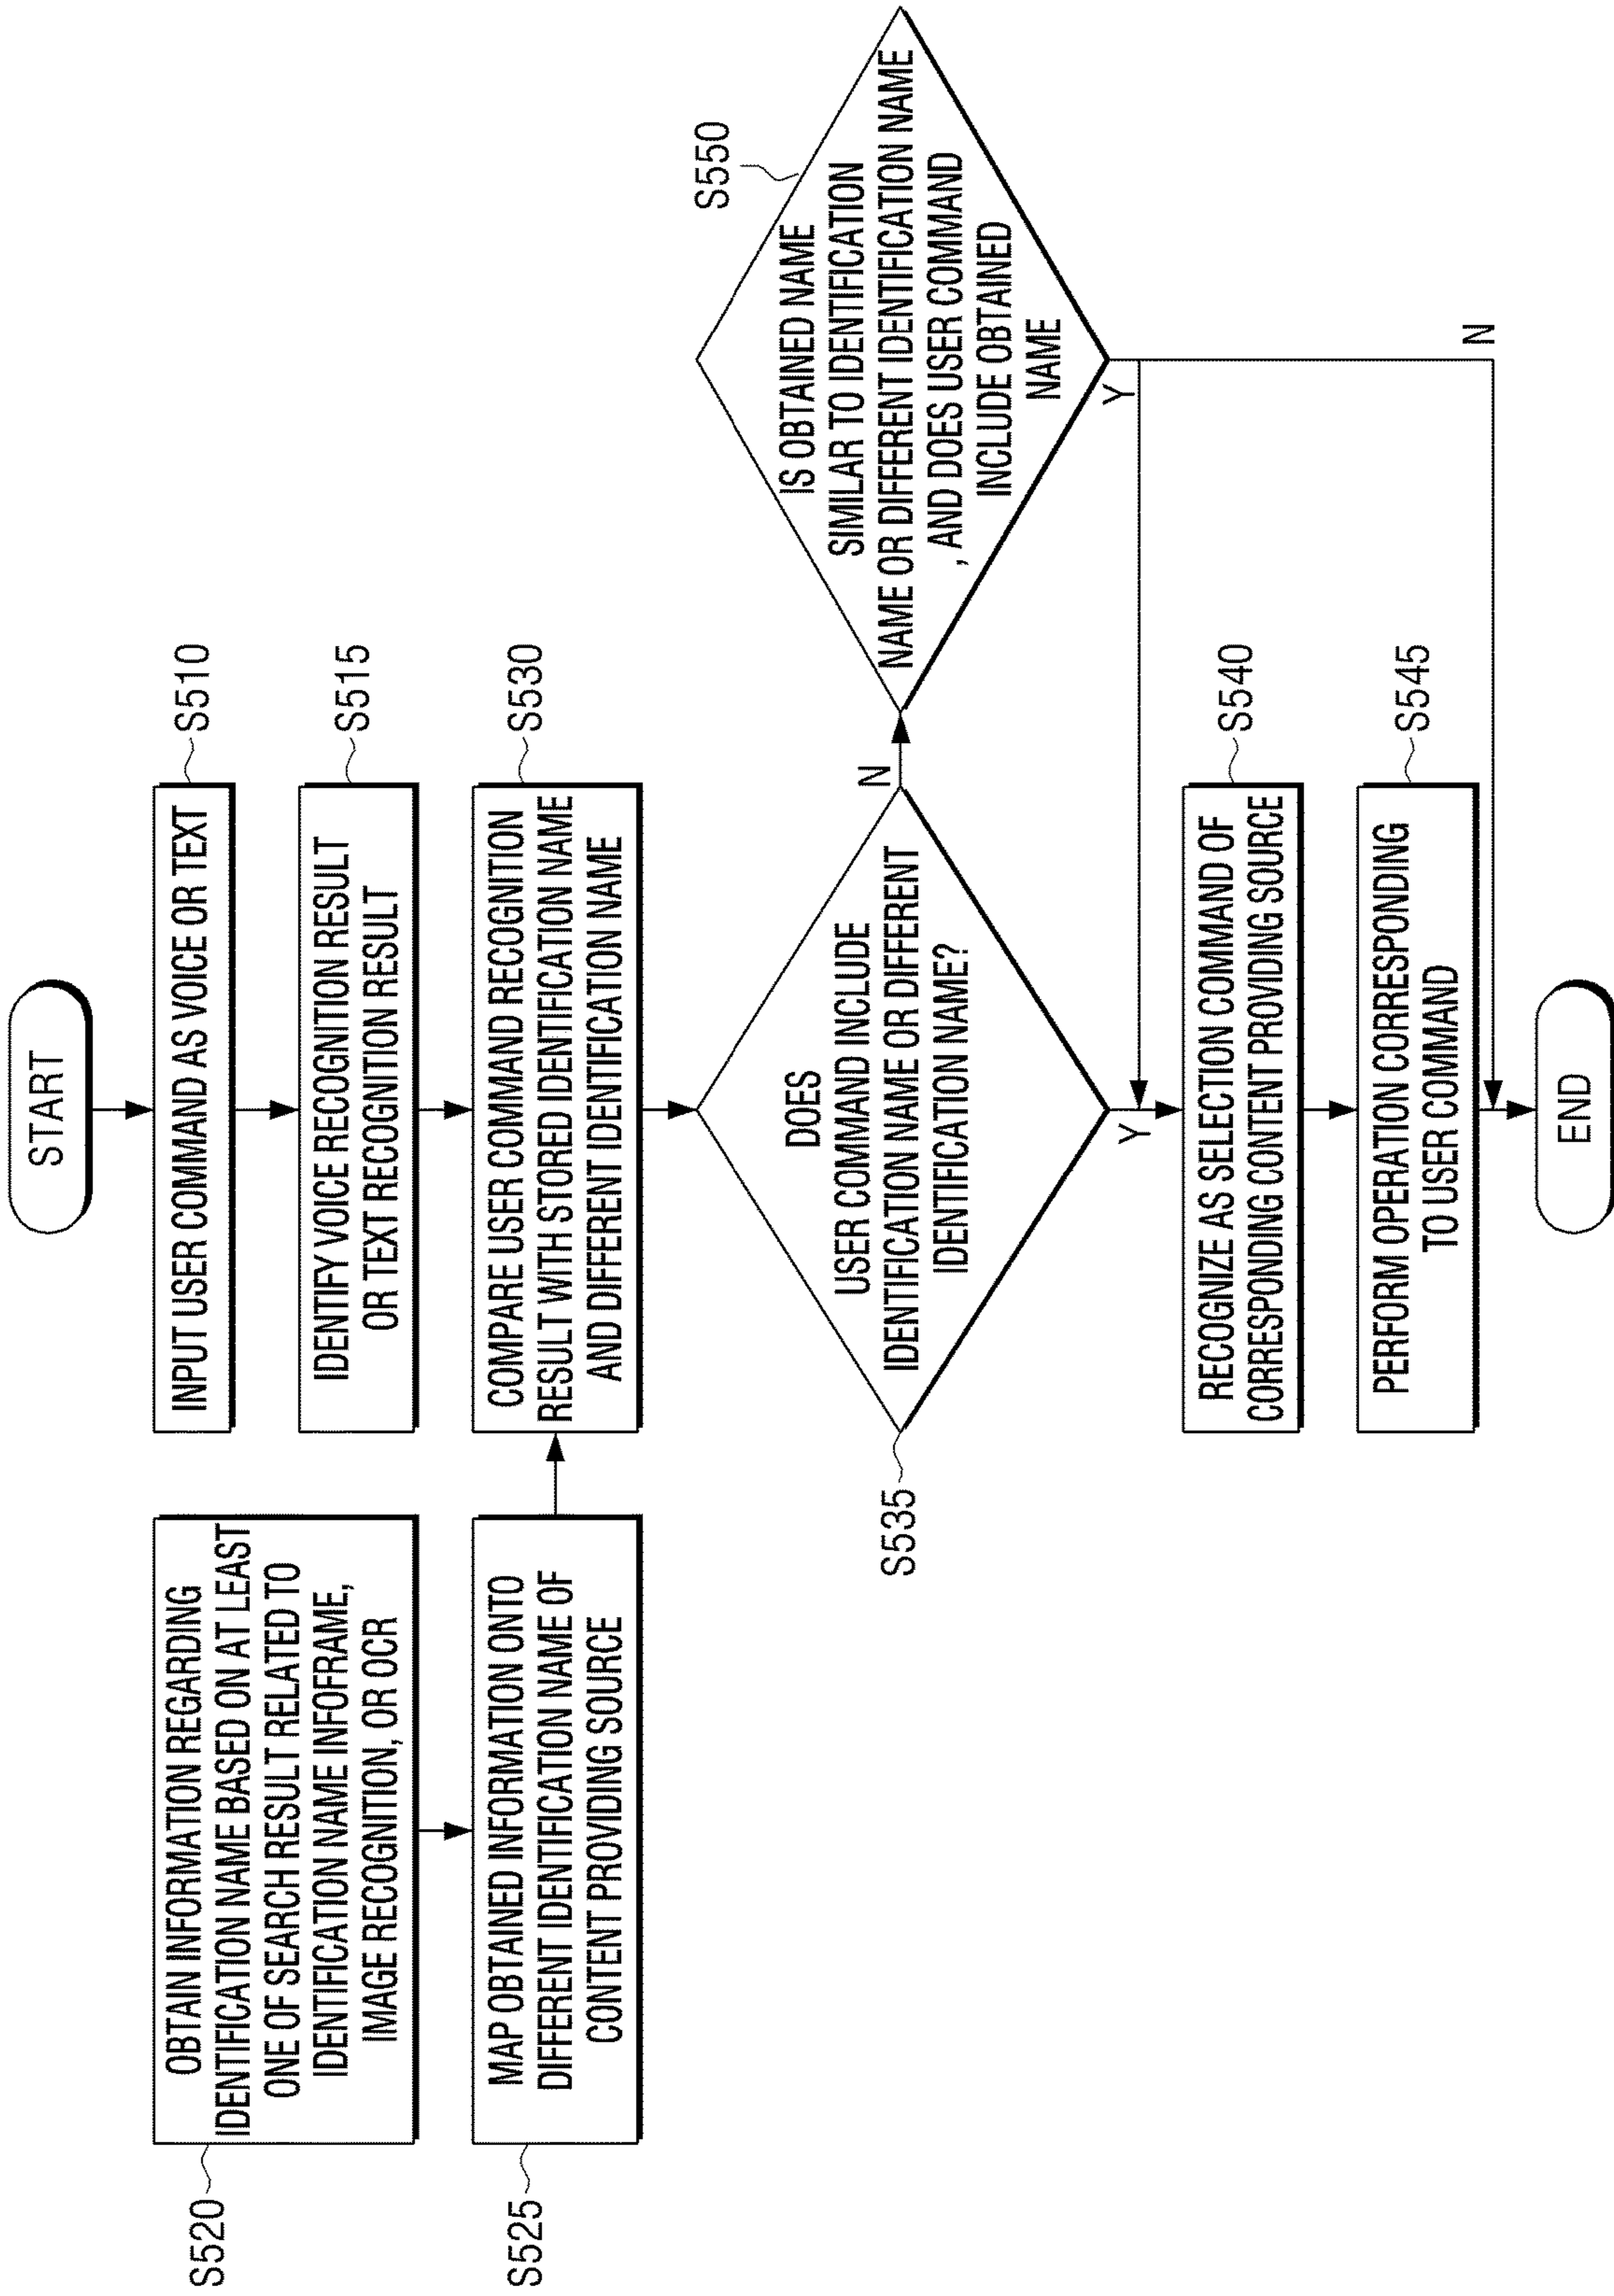 START
INPUT USER COMMAND AS VOICE OR TEXT
S510
IDENTIFY VOICE RECOGNITION RESULT
OR TEXT RECOGNITION RESULT
S515
S520
OBTAIN INFORMATION REGARDING
IDENTIFICATION NAME BASED ON AT LEAST
ONE OF SEARCH RESULT RELATED TO
IDENTIFICATION NAME INFOFRAME,
IMAGE RECOGNITION, OR OCR
S525
MAP OBTAINED INFORMATION ONTO
DIFFERENT IDENTIFICATION NAME OF
CONTENT PROVIDING SOURCE
COMPARE USER COMMAND RECOGNITION
RESULT WITH STORED IDENTIFICATION NAME
AND DIFFERENT IDENTIFICATION NAME
S530
S535
DOES
USER COMMAND INCLUDE
IDENTIFICATION NAME OR DIFFERENT
IDENTIFICATION NAME?
N
Y
S550
IS OBTAINED NAME
SIMILAR TO IDENTIFICATION
NAME OR DIFFERENT IDENTIFICATION NAME
, AND DOES USER COMMAND
INCLUDE OBTAINED
NAME
Y
N
RECOGNIZE AS SELECTION COMMAND OF
CORRESPONDING CONTENT PROVIDING SOURCE
S540
PERFORM OPERATION CORRESPONDING
TO USER COMMAND
S545
END